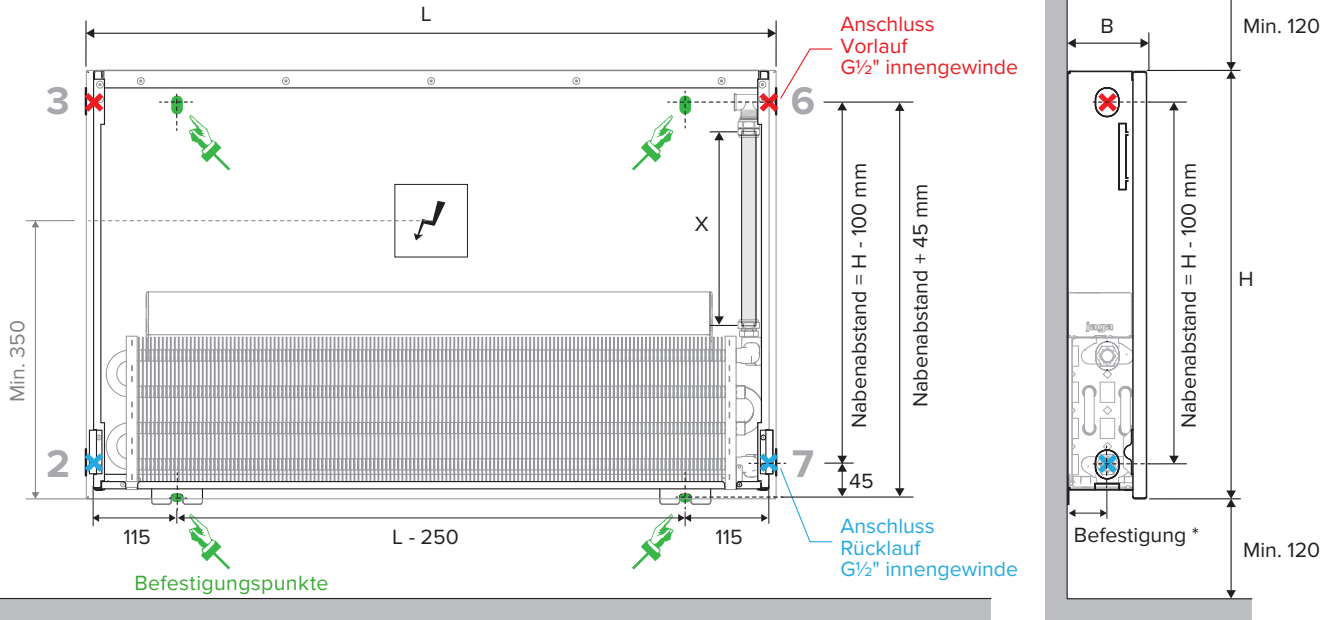 L
Anschluss
Vorlauf
G½" innengewinde
3
6
X
Nabenabstand = H - 100 mm
Nabenabstand + 45 mm
Min. 350
2
7
45
115
L - 250
115
Anschluss
Rücklauf
G½" innengewinde
Befestigungspunkte
B
Min. 120
Nabenabstand = H - 100 mm
H
jaga
Befestigung *
Min. 120